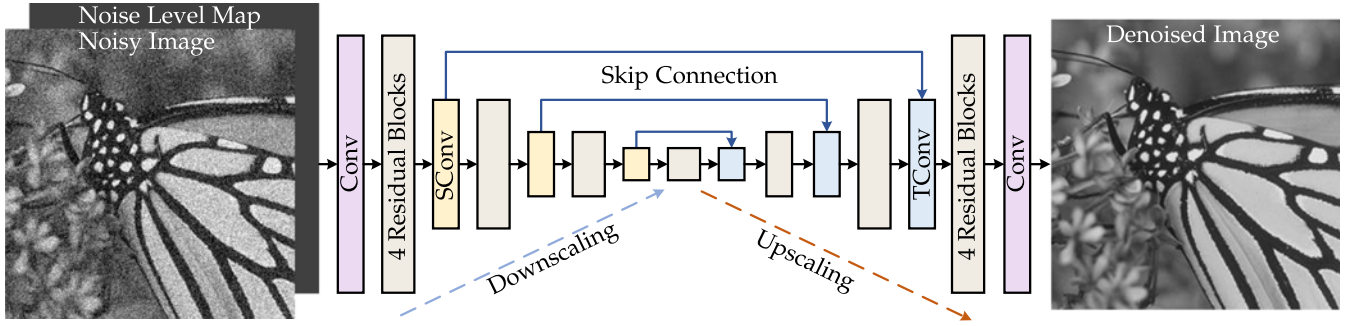 Noise Level Map
Noisy Image
Conv
4 Residual Blocks
SConv
Skip Connection
Downscaling
Upscaling
TConv
4 Residual Blocks
Conv
Denoised Image